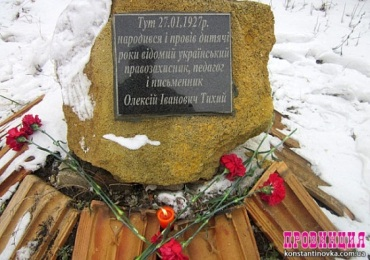 Тут 27.01.1927р.
народився і провів дитячі
роки відомий український
правозахисник, педагог
і письменник
Олексій Іванович Тихий
ПРОВИНЦИЯ
konstantinovka.com.ua